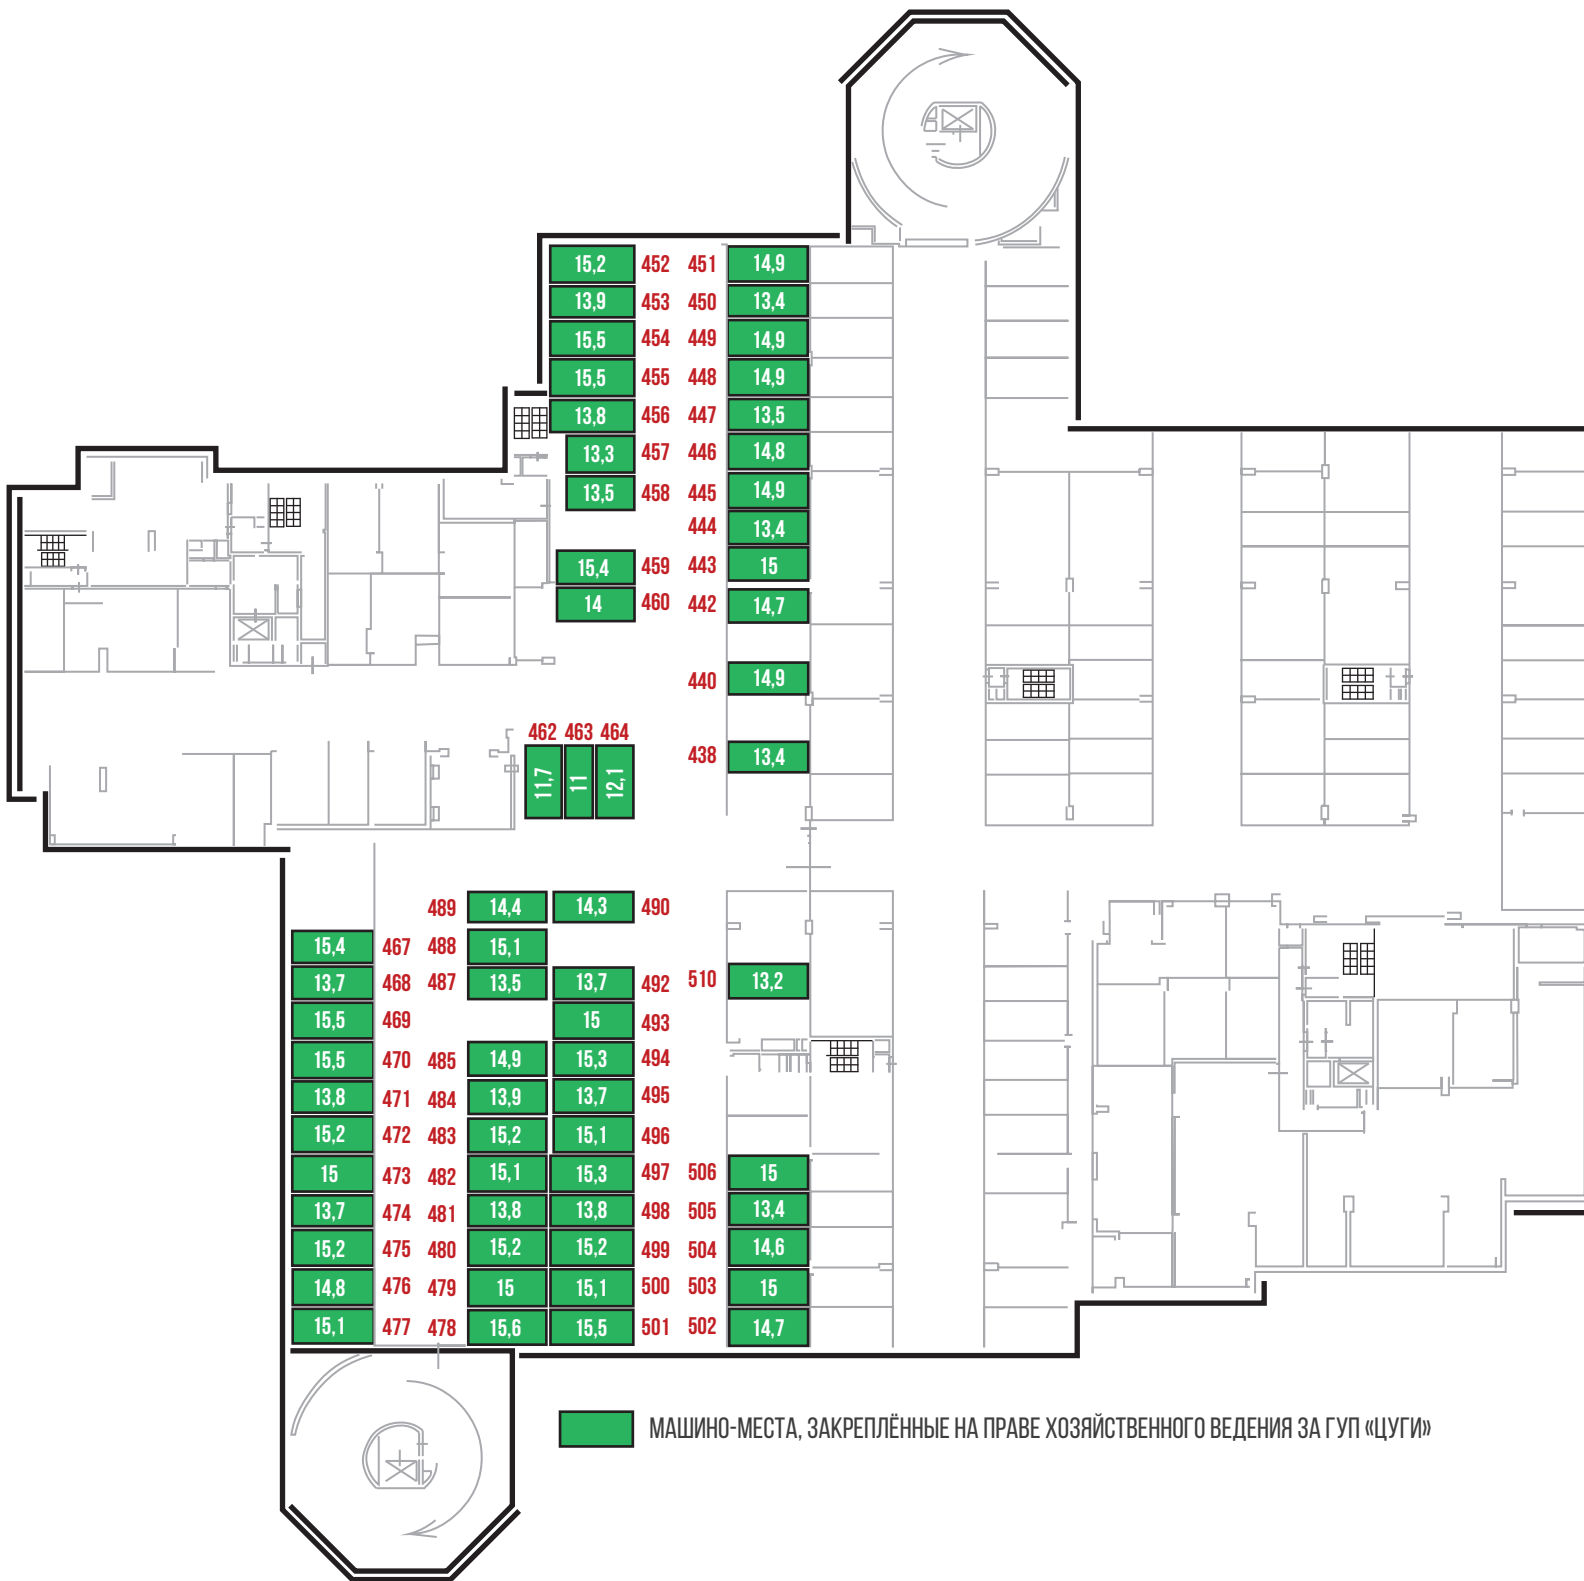 15,2 452 451 14,9
13,9 453 450 13,4
15,5 454 449 14,9
15,5 455 448 14,9
13,8 456 447 13,5
13,3 457 446 14,8
13,5 458 445 14,9
444 13,4
15,4 459 443 15
14 460 442 14,7
440 14,9
462 463 464
438 13,4
11,7 11 12,1
489 14,4 14,3 490
15,4 467 488 15,1
13,7 468 487 13,5 13,7 492 510 13,2
15,5 469 15 493
15,5 470 485 14,9 15,3 494
13,8 471 484 13,9 13,7 495
15,2 472 483 15,2 15,1 496
15 473 482 15,1 15,3 497 506 15
13,7 474 481 13,8 13,8 498 505 13,4
15,2 475 480 15,2 15,2 499 504 14,6
14,8 476 479 15 15,1 500 503 15
15,1 477 478 15,6 15,5 501 502 14,7
МАШИНО-МЕСТА, ЗАКРЕПЛЁННЫЕ НА ПРАВЕ ХОЗЯЙСТВЕННОГО ВЕДЕНИЯ ЗА ГУП «ЦУГИ»